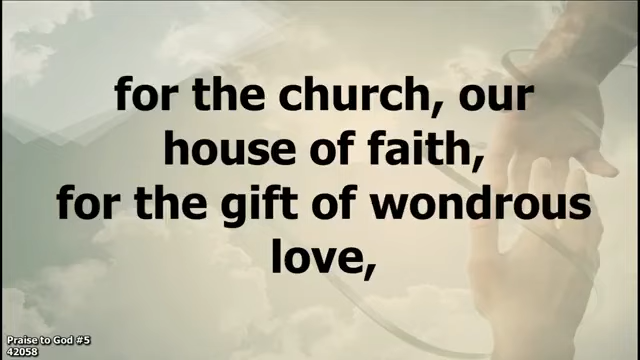 for the church, our
house of faith,
for the gift of wondrous
love,
Praise to God #5
42058